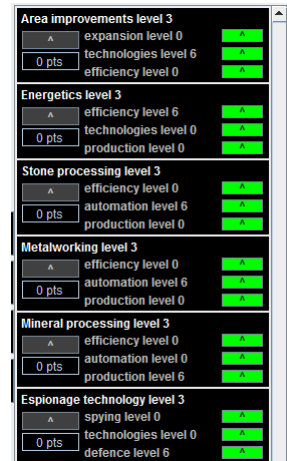 Area improvements level 3
^ expansion level 0 ^
technologies level 6 ^
0 pts
efficiency level 0 ^
Energetics level 3
^ efficiency level 6 ^
technologies level 0 ^
0 pts
production level 0 ^
Stone processing level 3
^ efficiency level 0 ^
automation level 6 ^
0 pts
production level 0 ^
Metalworking level 3
^ efficiency level 0 ^
automation level 6 ^
0 pts
production level 0 ^
Mineral processing level 3
^ efficiency level 0 ^
automation level 0 ^
0 pts
production level 6 ^
Espionage technology level 3
^ spying level 0 ^
technologies level 0 ^
0 pts
defence level 6 ^